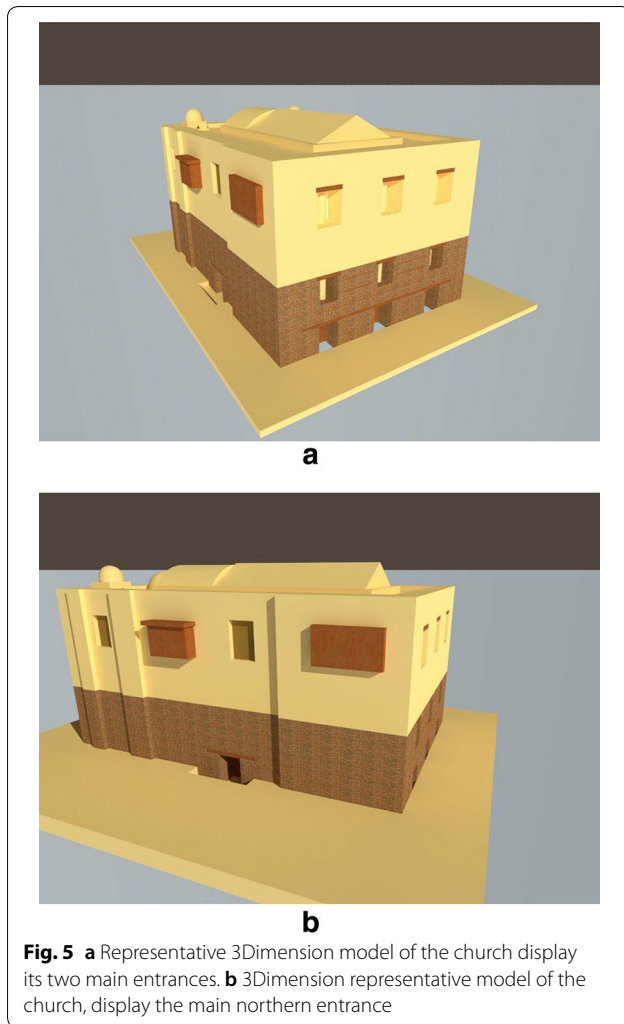 a
b
Fig. 5 a Representative 3Dimension model of the church display
its two main entrances. b 3Dimension representative model of the
church, display the main northern entrance